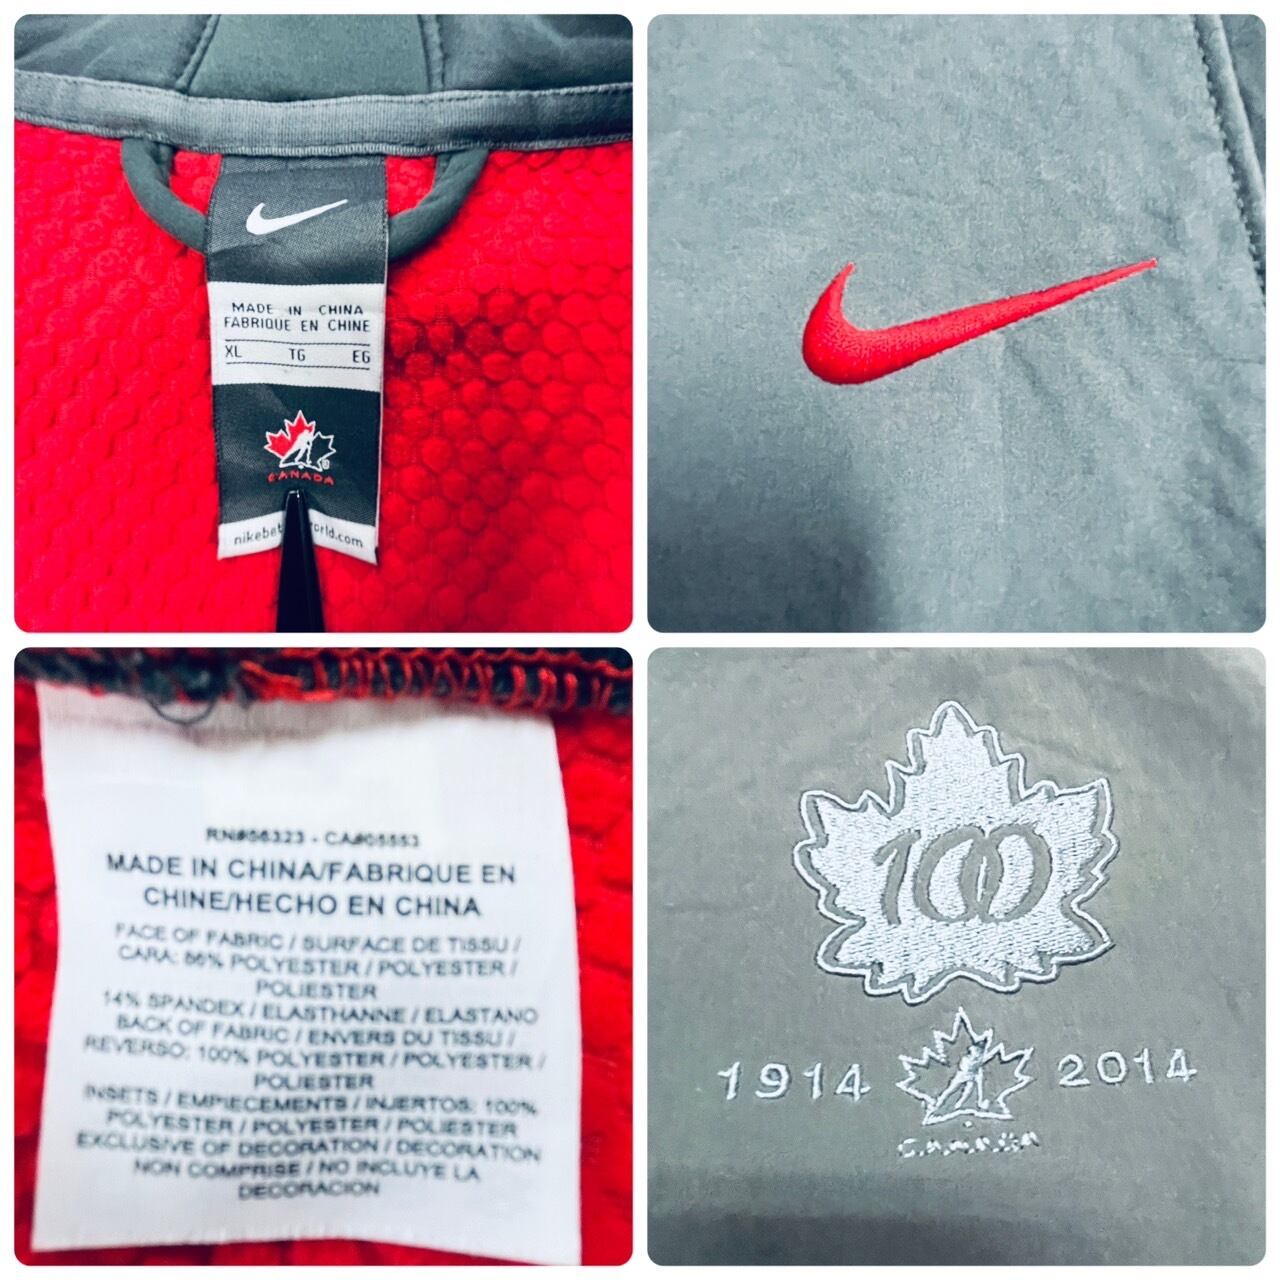 MADE IN CHINA
FABRIQUE EN CHINE
XL TG EG
CANADA
RN#56323 - CA#05553
MADE IN CHINA/FABRIQUE EN
CHINE/HECHO EN CHINA
FACE OF FABRIC / SURFACE DE TISSU /
CARA: 86% POLYESTER / POLYESTER /
POLIESTER
14% SPANDEX / ELASTHANNE / ELASTANO
BACK OF FABRIC / ENVERS DU TISSU /
REVERSO: 100% POLYESTER / POLYESTER /
POLIESTER
INSETS / EMPIECEMENTS / INJERTOS: 100%
POLYESTER / POLYESTER / POLIESTER
EXCLUSIVE OF DECORATION / DECORATION
NON COMPRISE / NO INCLUYE LA
DECORACION
100
1914 2014
CANADA